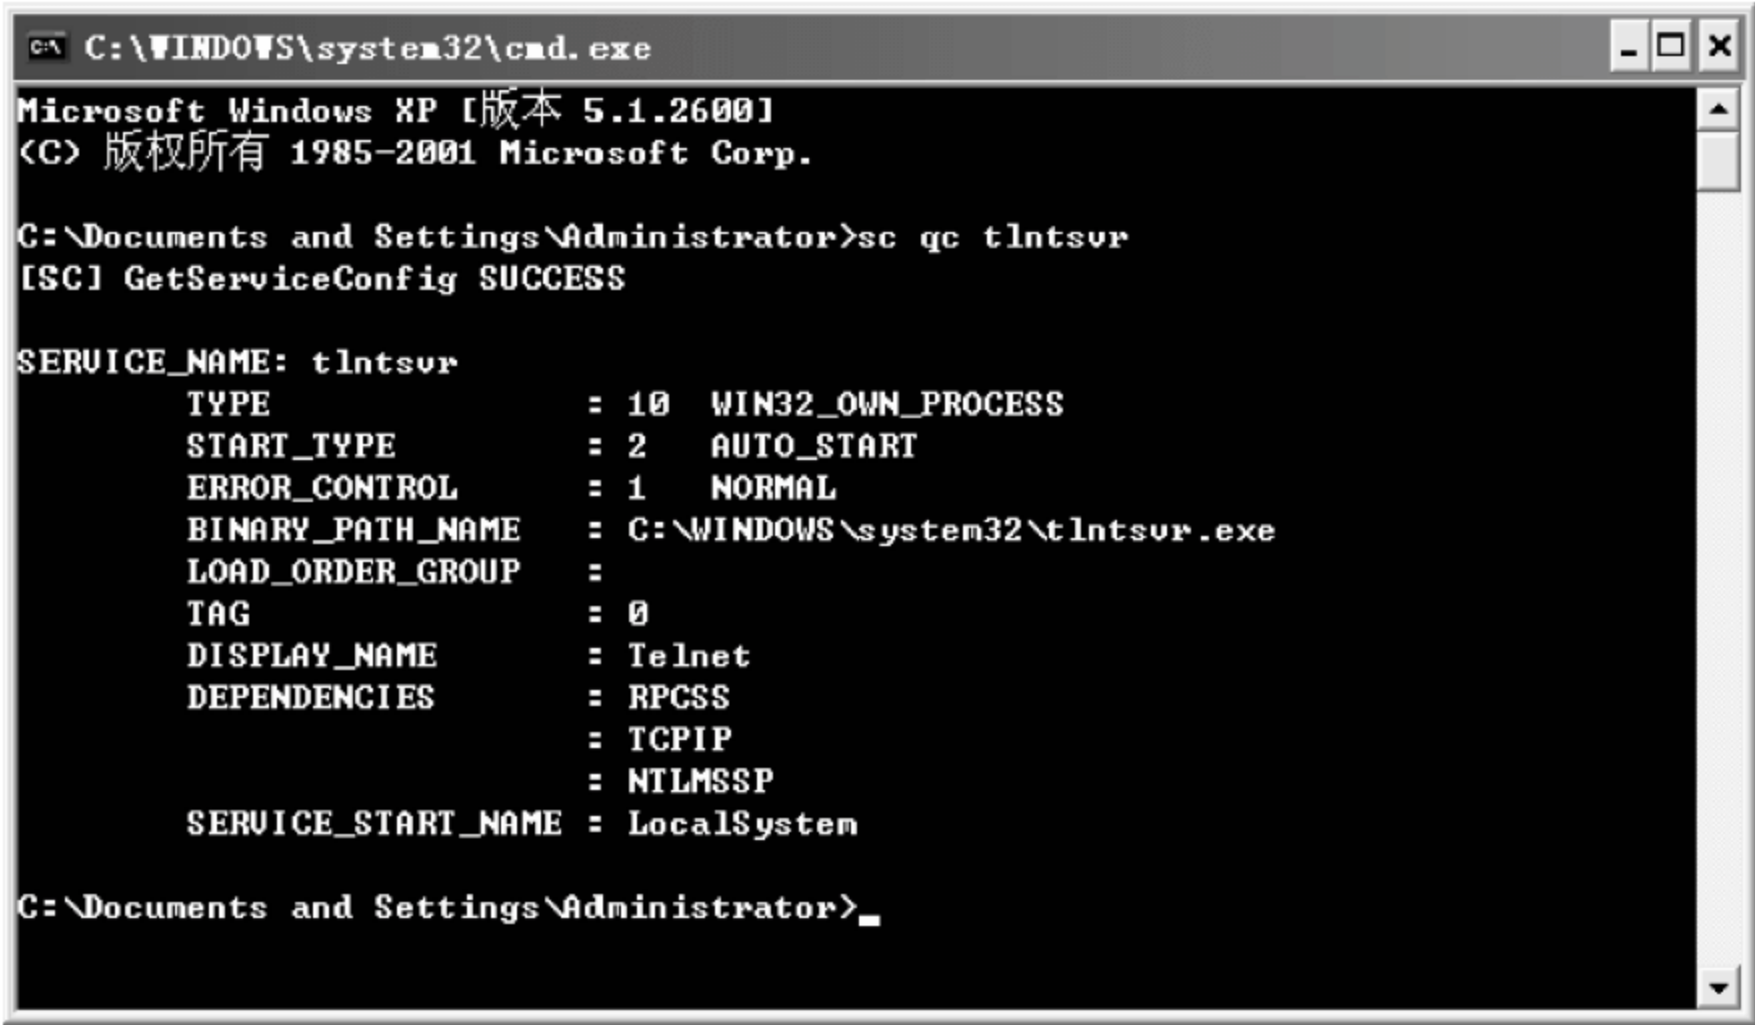 C:\WINDOWS\system32\cmd.exe
Microsoft Windows XP [版本 5.1.2600]
(C) 版权所有 1985-2001 Microsoft Corp.
C:\Documents and Settings\Administrator>sc qc tlntsvr
[SC] GetServiceConfig SUCCESS
SERVICE_NAME: tlntsvr
TYPE = 10 WIN32_OWN_PROCESS
START_TYPE = 2 AUTO_START
ERROR_CONTROL = 1 NORMAL
BINARY_PATH_NAME = C:\WINDOWS\system32\tlntsvr.exe
LOAD_ORDER_GROUP =
TAG = 0
DISPLAY_NAME = Telnet
DEPENDENCIES = RPCSS
= TCPIP
= NTLMSSP
SERVICE_START_NAME = LocalSystem
C:\Documents and Settings\Administrator>_